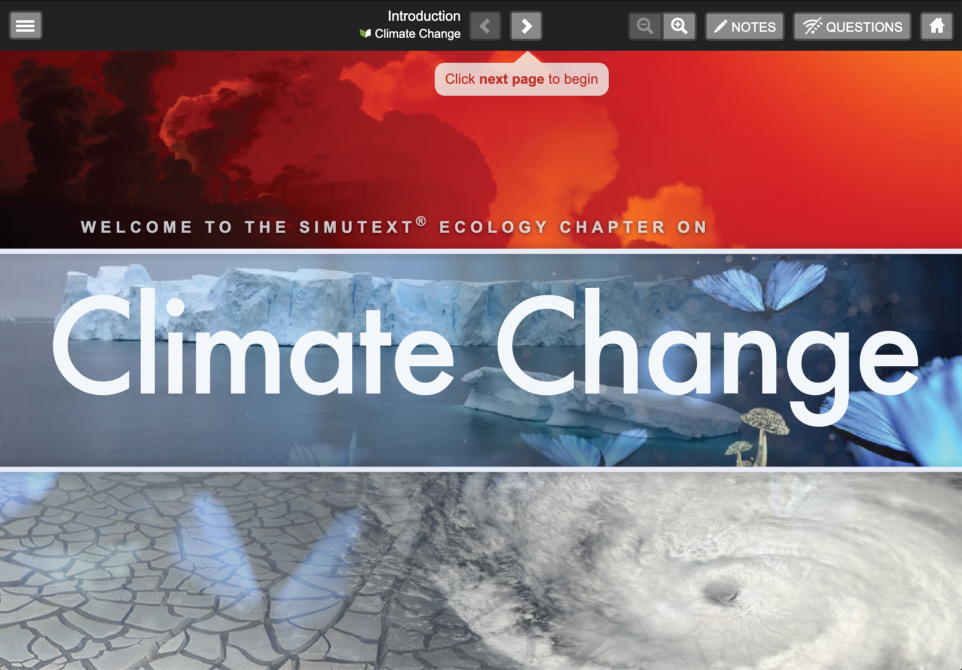 Introduction
Climate Change
NOTES
QUESTIONS
Click next page to begin
WELCOME TO THE SIMUTEXT® ECOLOGY CHAPTER ON
Climate Change